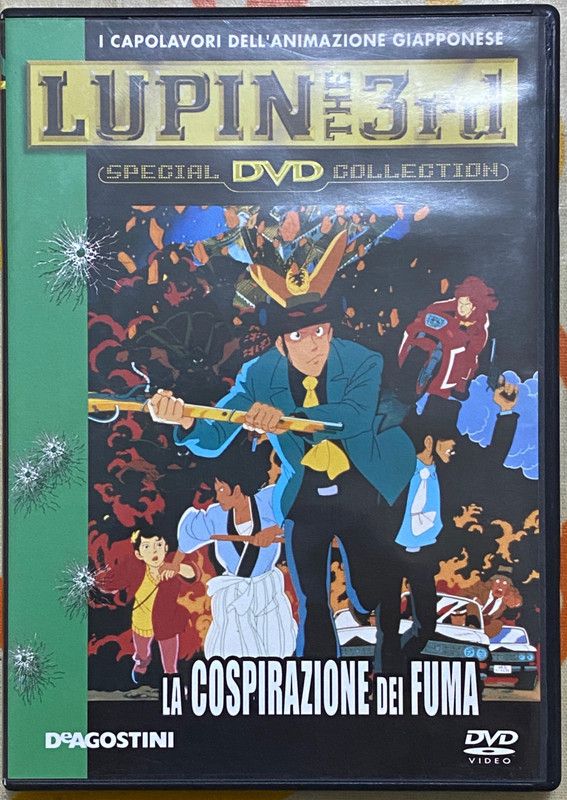 I CAPOLAVORI DELL'ANIMAZIONE GIAPPONESE
LUPIN THE 3rd
SPECIAL DVD COLLECTION
LA COSPIRAZIONE DEI FUMA
DeAGOSTINI
DVD
VIDEO